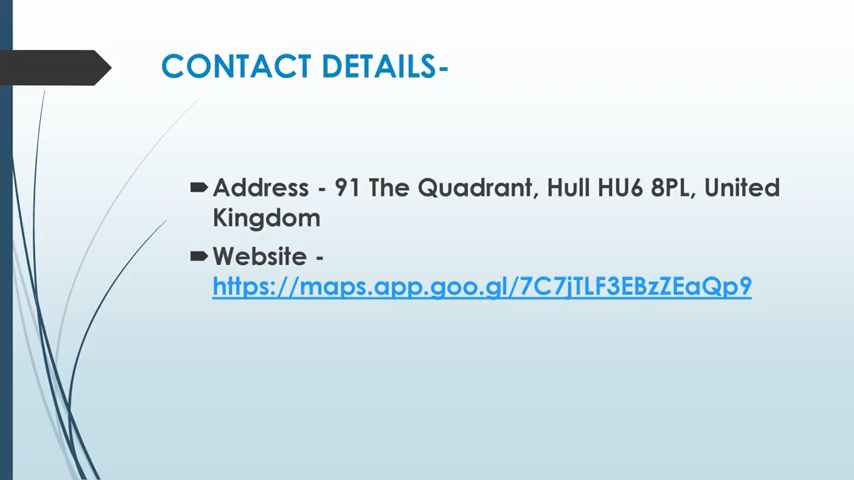 CONTACT DETAILS-
Address - 91 The Quadrant, Hull HU6 8PL, United
Kingdom
Website -
https://maps.app.goo.gl/7C7jTLF3EBzZEaQp9